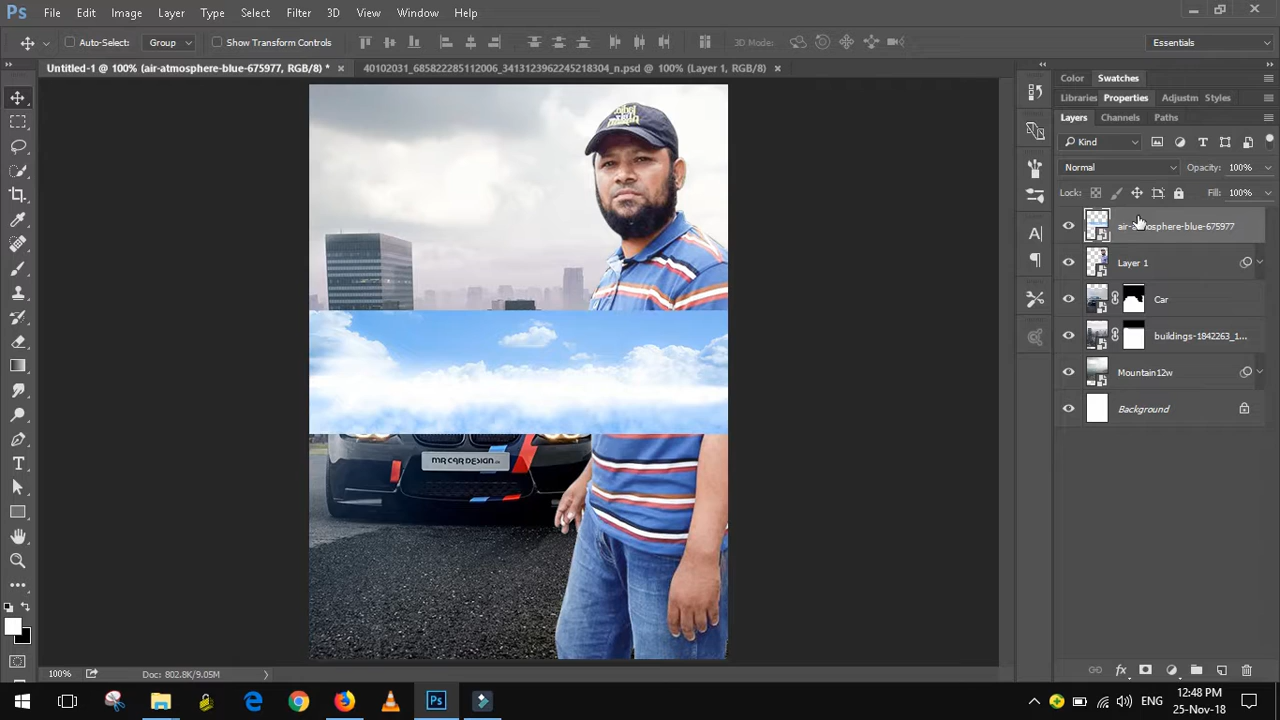 Ps File Edit Image Layer Type Select Filter 3D View Window Help
Auto-Select: Group Show Transform Controls 3D Mode: Essentials
Untitled-1 @ 100% (air-atmosphere-blue-675977, RGB/8) * × 40102031_685822285112006_3413123962245218304_n.psd @ 100% (Layer 1, RGB/8) ×
Color Swatches
Libraries Properties Adjustm Styles
Layers Channels Paths
Kind
Normal Opacity: 100%
Lock: Fill: 100%
air-atmosphere-blue-675977
Layer 1
Car
buildings-1842263_1...
Mountain12w
Background
MR CAR DESIGN
100% Doc: 802.8K/9.05M
ENG
12:48 PM
25-Nov-18